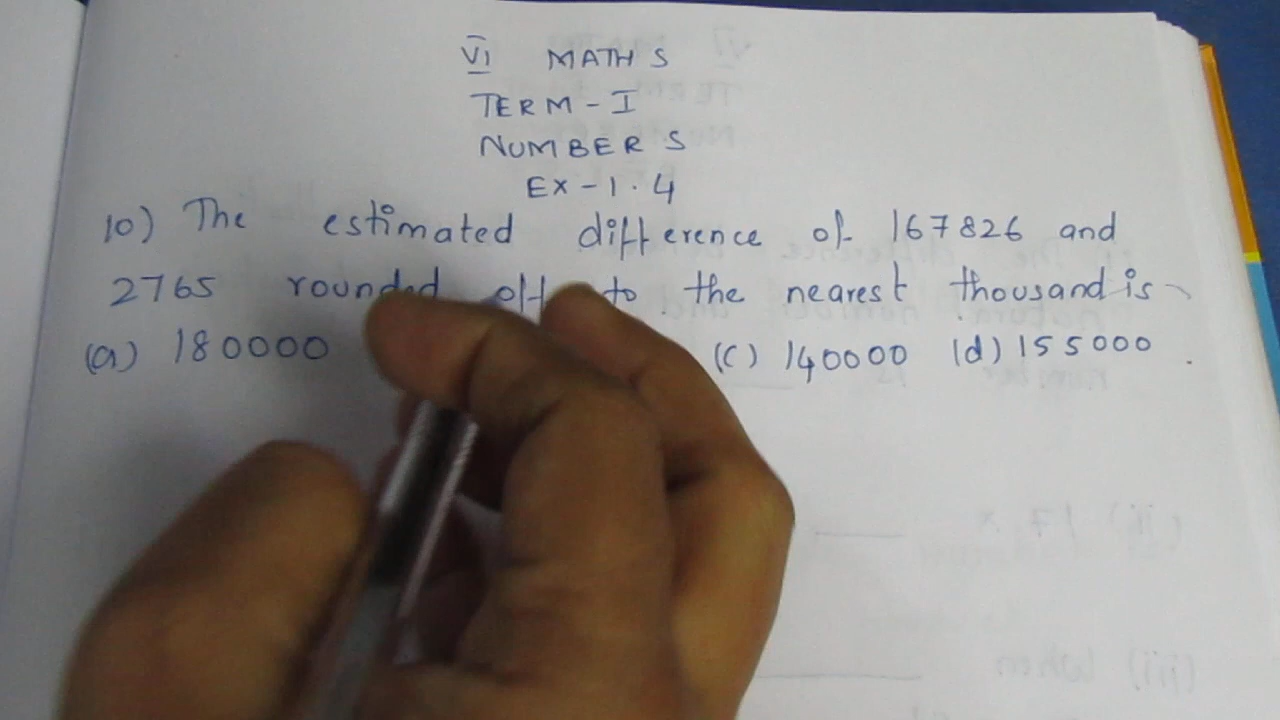 VI MATHS
TERM - I
NUMBERS
EX - 1.4
10) The estimated difference of 167826 and
2765 rounded off to the nearest thousand is
(a) 180000 (c) 140000 (d) 155000.